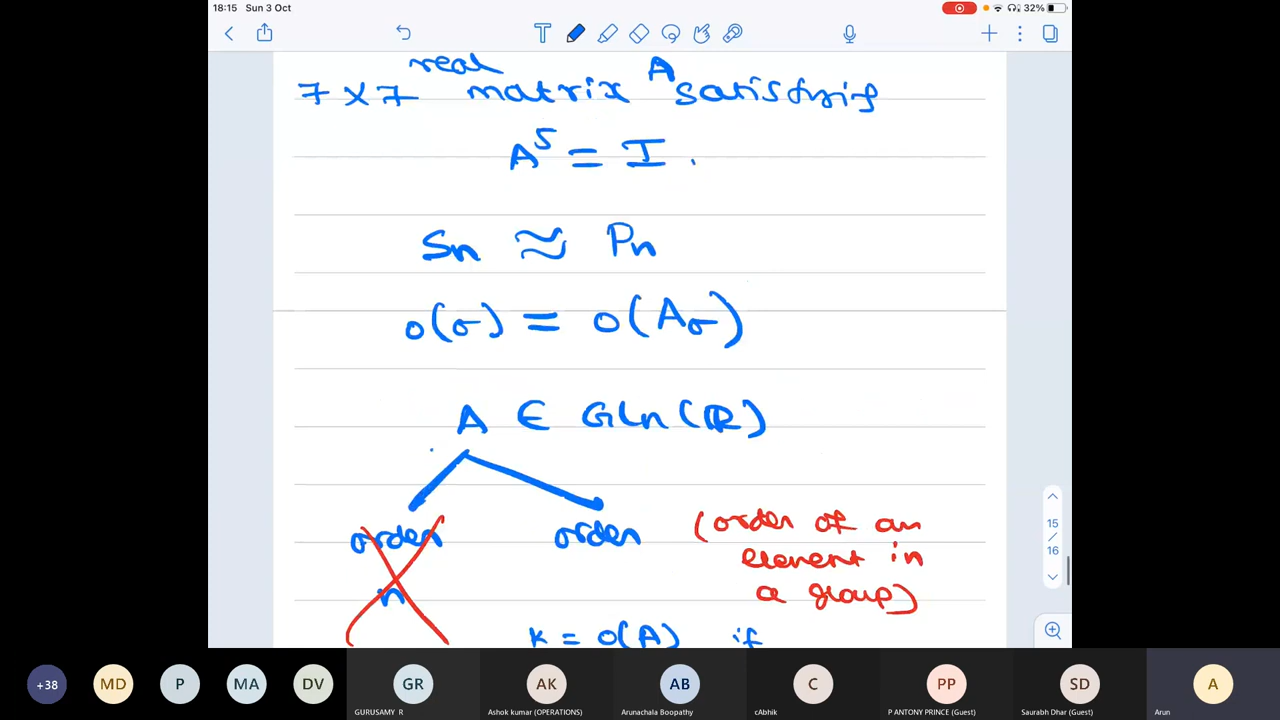 18:15 Sun 3 Oct
32%
real
7 x 7 matrix A satisfyig
A⁵ = I .
Sn ≈ Pn
o(σ) = o(Aσ)
A ∈ GLn(R)
order order (order of an
element in
n a group)
k = o(A) if
15
/
16
+38 MD P MA DV GR AK AB C PP SD A
GURUSAMY R Ashok kumar (OPERATIONS) Arunachala Boopathy cAbhik P ANTONY PRINCE (Guest) Saurabh Dhar (Guest) Arun